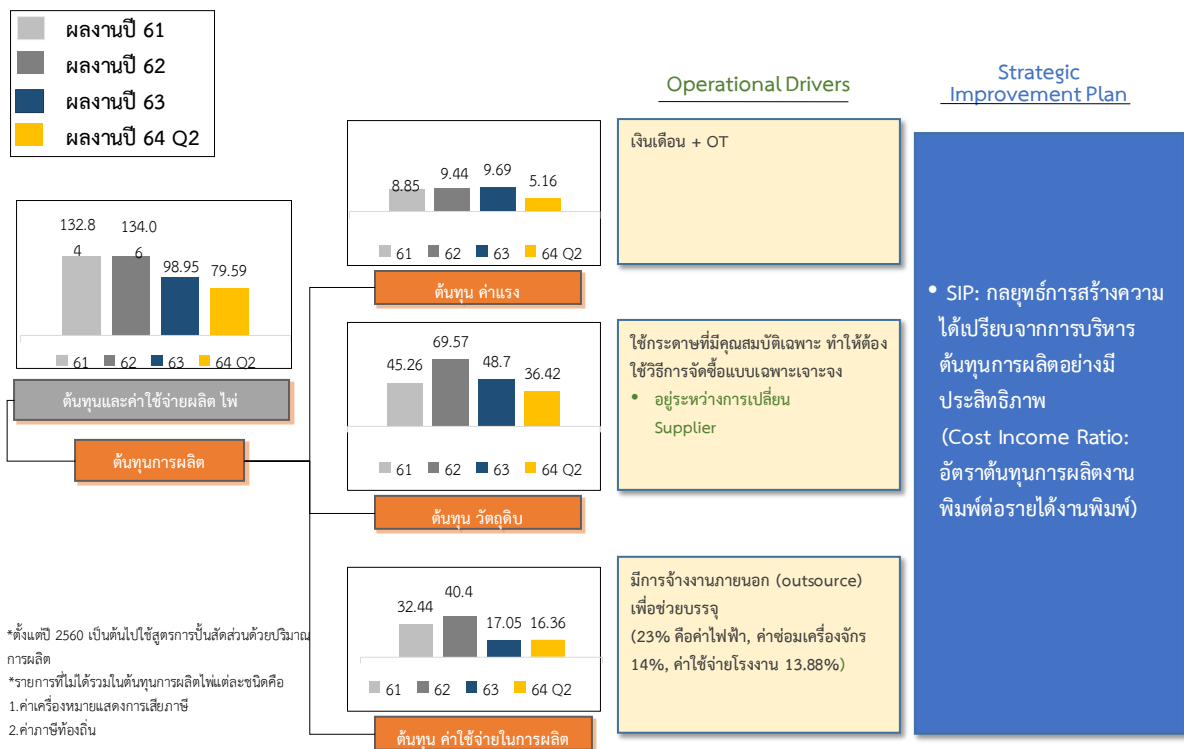 ผลงานปี 61
ผลงานปี 62
ผลงานปี 63
ผลงานปี 64 Q2
Operational Drivers
Strategic
Improvement Plan
132.8
4
134.0
6
98.95
79.59
61 62 63 64 Q2
ต้นทุนและค่าใช้จ่ายผลิต ไพ่
ต้นทุนการผลิต
8.85
9.44
9.69
5.16
61 62 63 64 Q2
ต้นทุน ค่าแรง
เงินเดือน + OT
45.26
69.57
48.7
36.42
61 62 63 64 Q2
ต้นทุน วัตถุดิบ
ใช้กระดาษที่มีคุณสมบัติเฉพาะ ทำให้ต้อง
ใช้วิธีการจัดซื้อแบบเฉพาะเจาะจง
• อยู่ระหว่างการเปลี่ยน
Supplier
32.44
40.4
17.05
16.36
61 62 63 64 Q2
ต้นทุน ค่าใช้จ่ายในการผลิต
มีการจ้างงานภายนอก (outsource)
เพื่อช่วยบรรจุ
(23% คือค่าไฟฟ้า, ค่าซ่อมเครื่องจักร
14%, ค่าใช้จ่ายโรงงาน 13.88%)
• SIP: กลยุทธ์การสร้างความ
ได้เปรียบจากการบริหาร
ต้นทุนการผลิตอย่างมี
ประสิทธิภาพ
(Cost Income Ratio:
อัตราต้นทุนการผลิตงาน
พิมพ์ต่อรายได้งานพิมพ์)
*ตั้งแต่ปี 2560 เป็นต้นไปใช้สูตรการปั้นสัดส่วนด้วยปริมาณ
การผลิต
*รายการที่ไม่ได้รวมในต้นทุนการผลิตไพ่แต่ละชนิดคือ
1.ค่าเครื่องหมายแสดงการเสียภาษี
2.ค่าภาษีท้องถิ่น